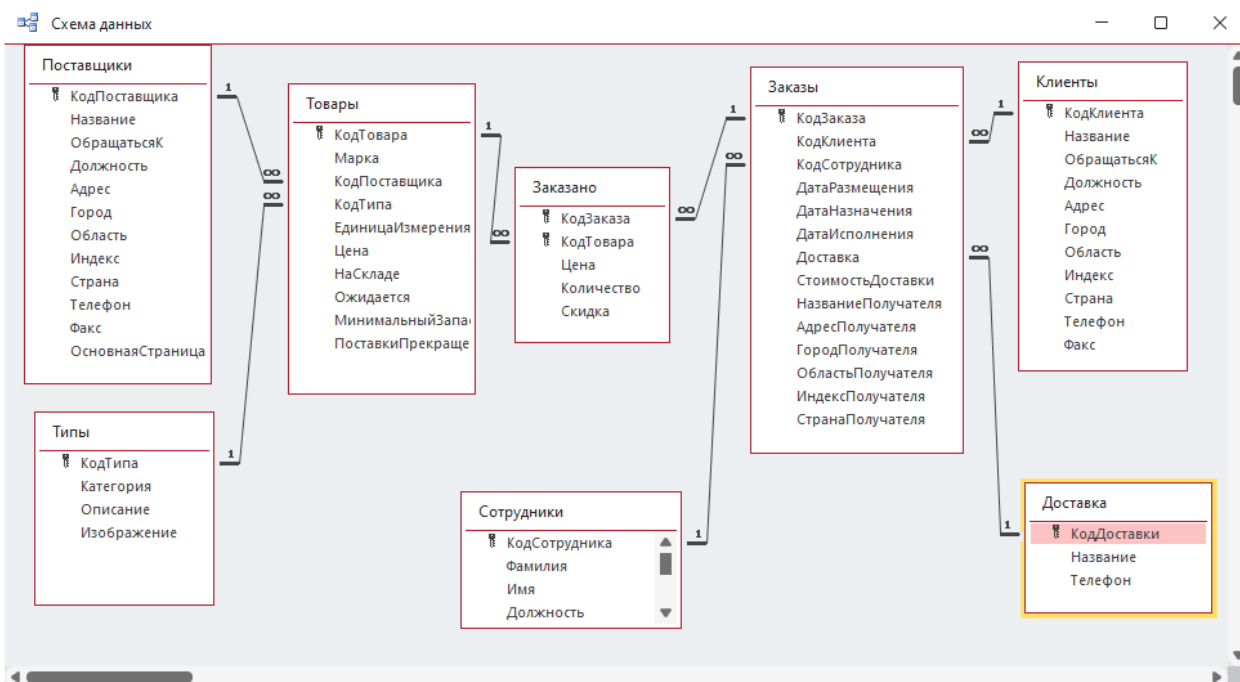 Схема данных
Поставщики
КодПоставщика
Название
ОбращатьсяК
Должность
Адрес
Город
Область
Индекс
Страна
Телефон
Факс
ОсновнаяСтраница
1
∞
∞
Типы
КодТипа
Категория
Описание
Изображение
1
Товары
КодТовара
Марка
КодПоставщика
КодТипа
ЕдиницаИзмерения
Цена
НаСкладе
Ожидается
МинимальныйЗапа
ПоставкиПрекраще
1
∞
Заказано
КодЗаказа
КодТовара
Цена
Количество
Скидка
∞
1
∞
Сотрудники
КодСотрудника
Фамилия
Имя
Должность
1
Заказы
КодЗаказа
КодКлиента
КодСотрудника
ДатаРазмещения
ДатаНазначения
ДатаИсполнения
Доставка
СтоимостьДоставки
НазваниеПолучателя
АдресПолучателя
ГородПолучателя
ОбластьПолучателя
ИндексПолучателя
СтранаПолучателя
∞
1
∞
1
Клиенты
КодКлиента
Название
ОбращатьсяК
Должность
Адрес
Город
Область
Индекс
Страна
Телефон
Факс
Доставка
КодДоставки
Название
Телефон